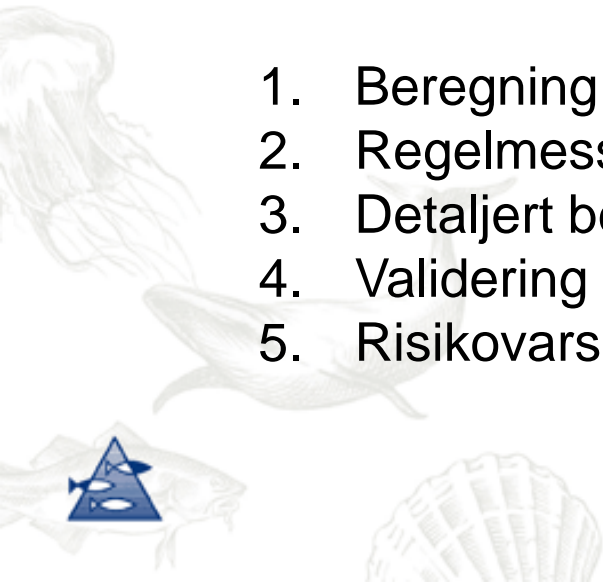 1. Beregning
2. Regelmess
3. Detaljert b
4. Validering
5. Risikovars